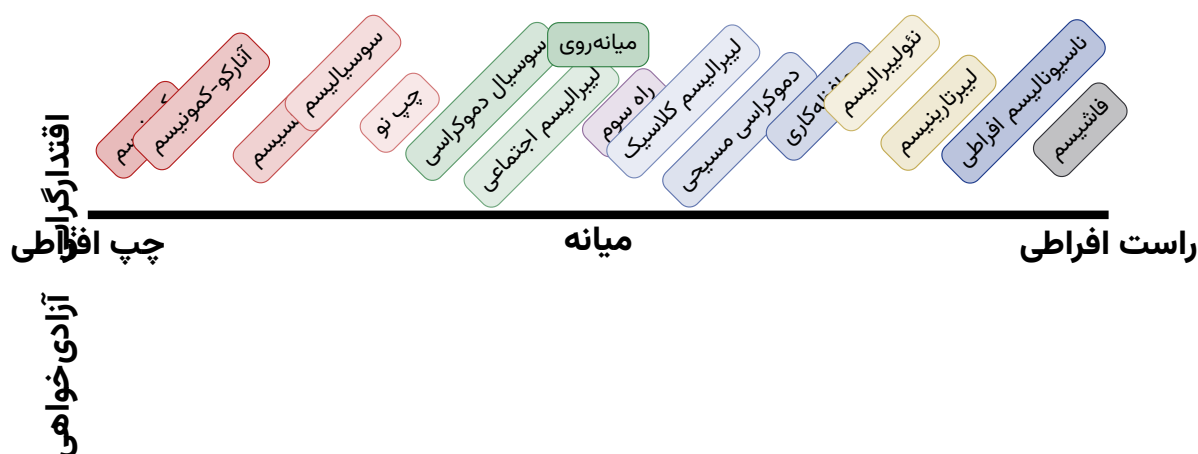 آنارکو-کمونیسم
سوسیالیسم
چپ نو
سوسیال دموکراسی
میانه‌روی
لیبرالیسم اجتماعی
راه سوم
لیبرالیسم کلاسیک
دموکراسی مسیحی
نئولیبرالیسم
لیبرتارینیسم
ناسیونالیسم افراطی
فاشیسم
اقتدارگرایی
چپ افراطی
میانه
راست افراطی
آزادی‌خواهی